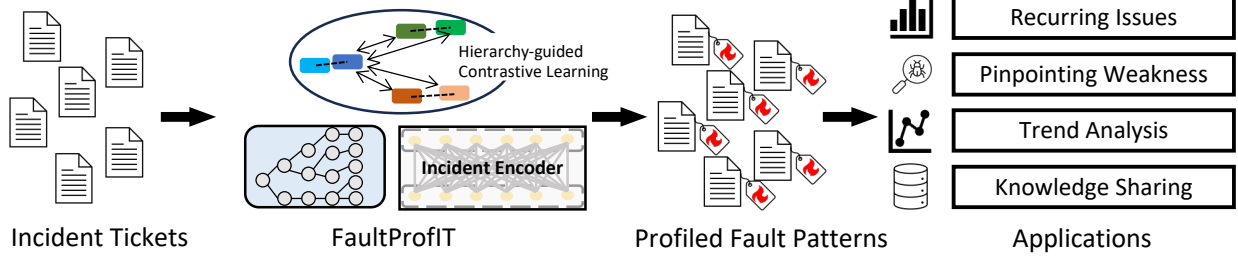 Hierarchy-guided
Contrastive Learning
Incident Encoder
Recurring Issues
Pinpointing Weakness
Trend Analysis
Knowledge Sharing
Incident Tickets
FaultProfIT
Profiled Fault Patterns
Applications